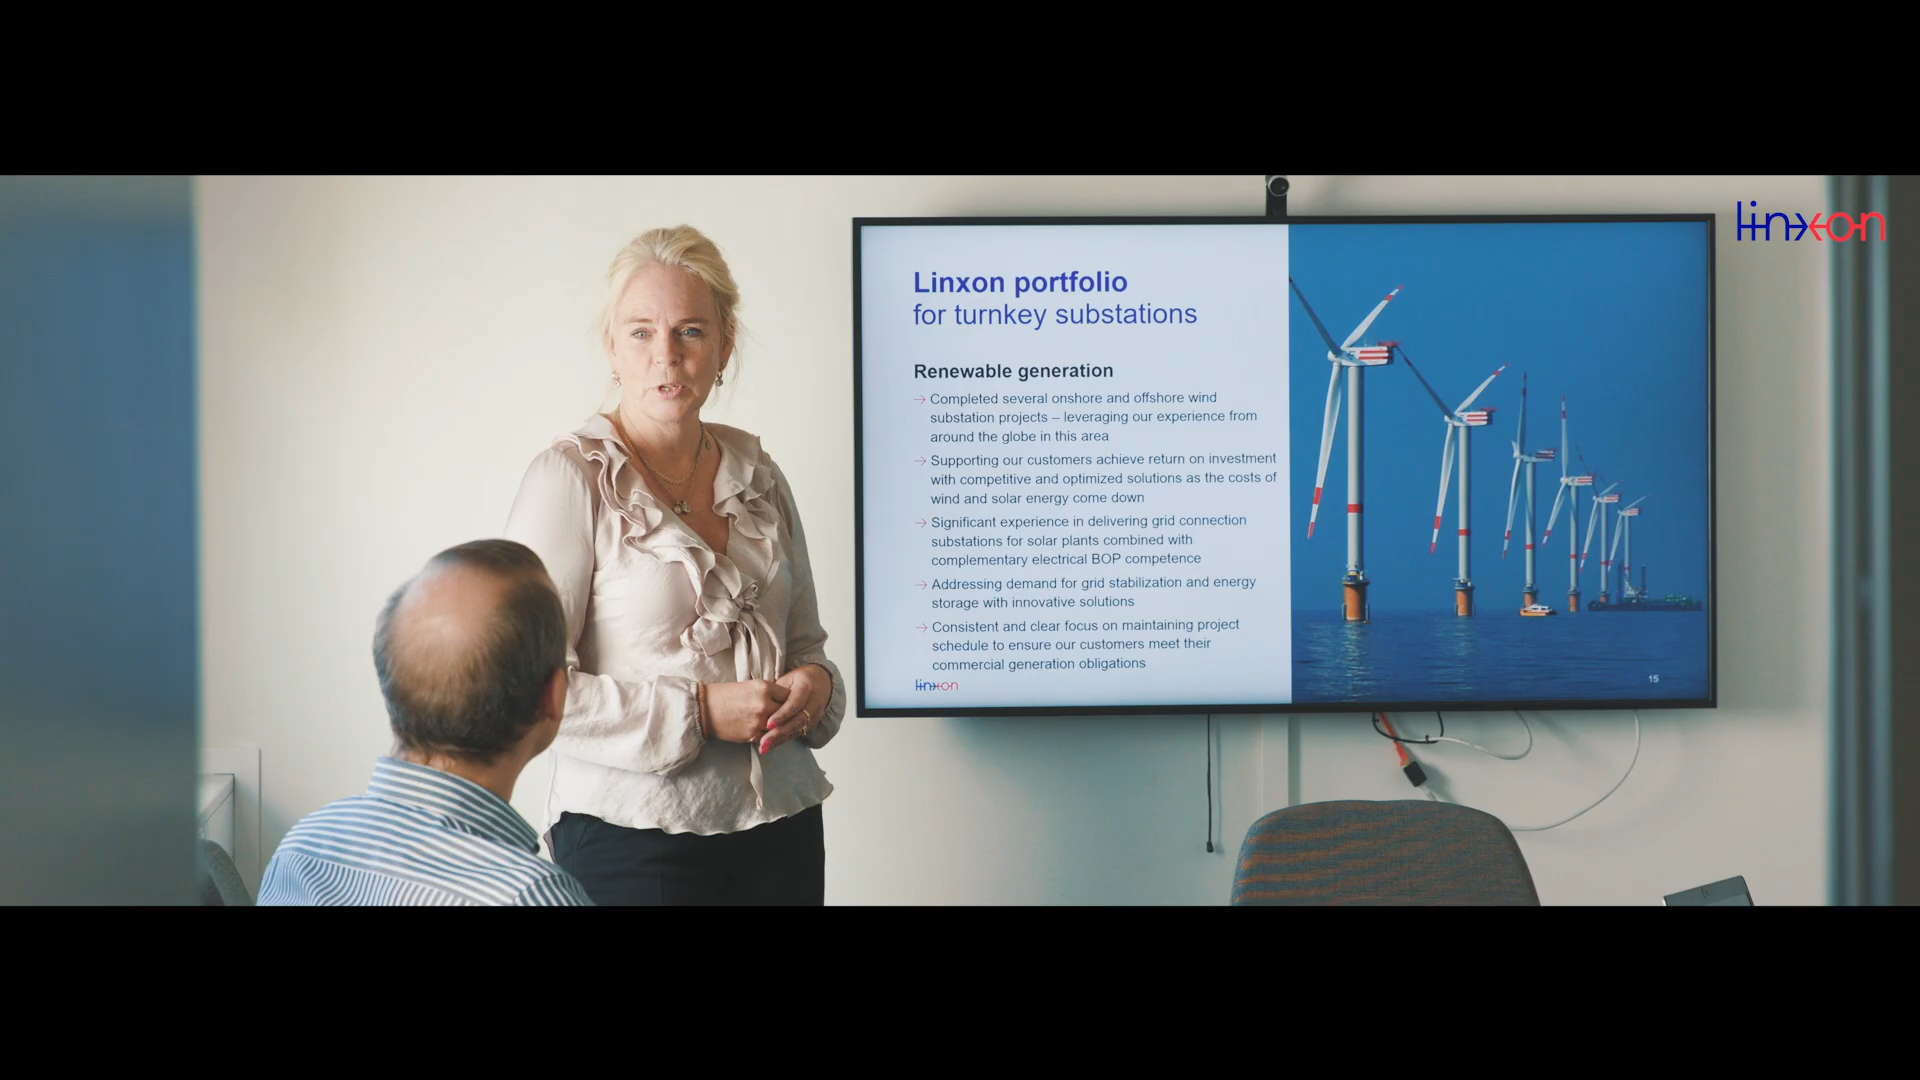 linxon
Linxon portfolio
for turnkey substations
Renewable generation
→ Completed several onshore and offshore wind
substation projects – leveraging our experience from
around the globe in this area
→ Supporting our customers achieve return on investment
with competitive and optimized solutions as the costs of
wind and solar energy come down
→ Significant experience in delivering grid connection
substations for solar plants combined with
complementary electrical BOP competence
→ Addressing demand for grid stabilization and energy
storage with innovative solutions
→ Consistent and clear focus on maintaining project
schedule to ensure our customers meet their
commercial generation obligations
linxon
15